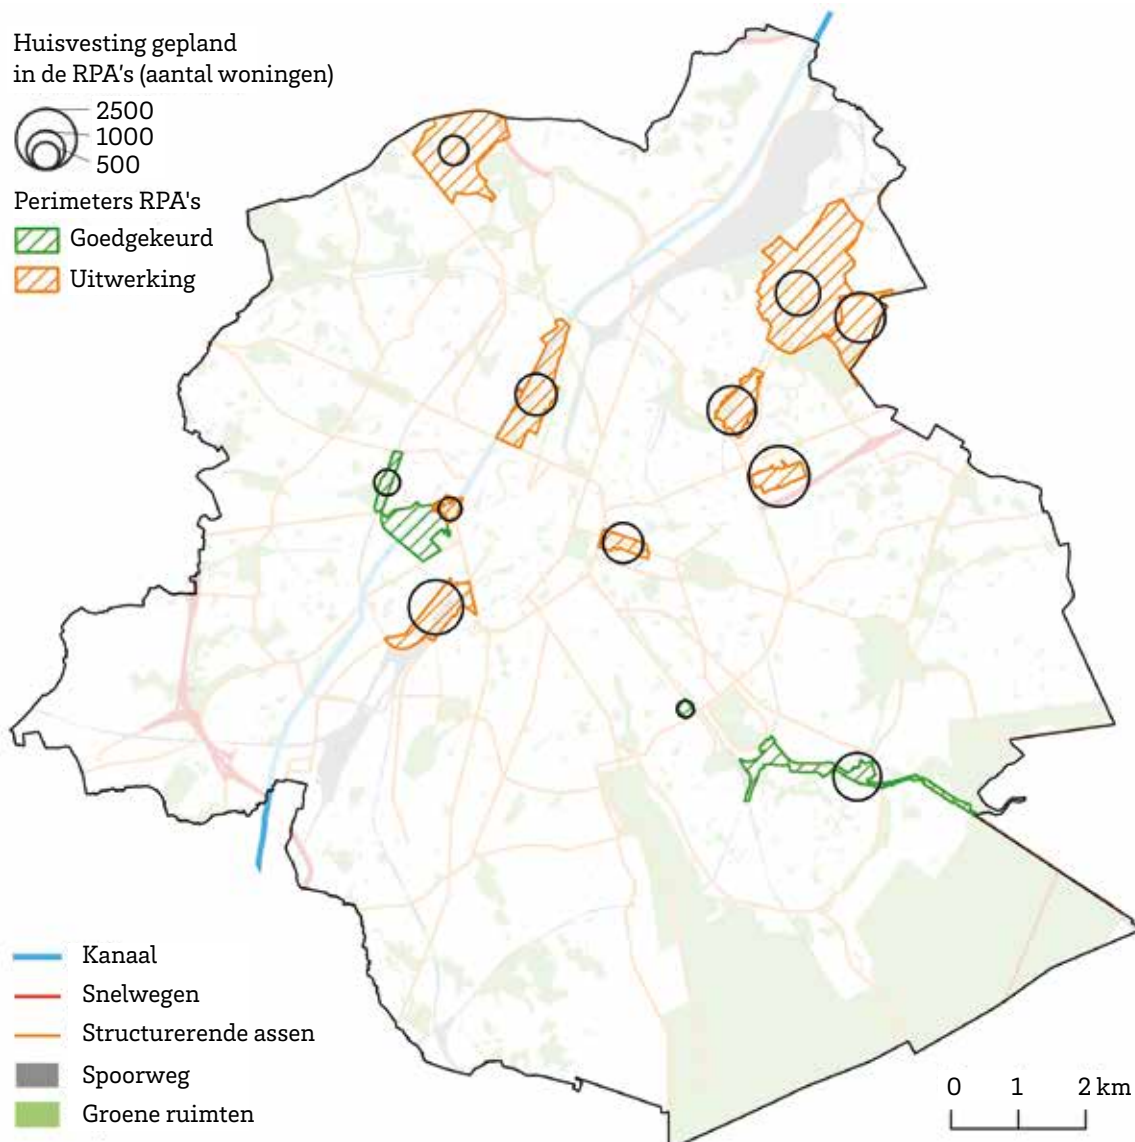 Huisvesting gepland
in de RPA’s (aantal woningen)
2500
1000
500
Perimeters RPA's
Goedgekeurd
Uitwerking
Kanaal
Snelwegen
Structurerende assen
Spoorweg
Groene ruimten
0 1 2 km